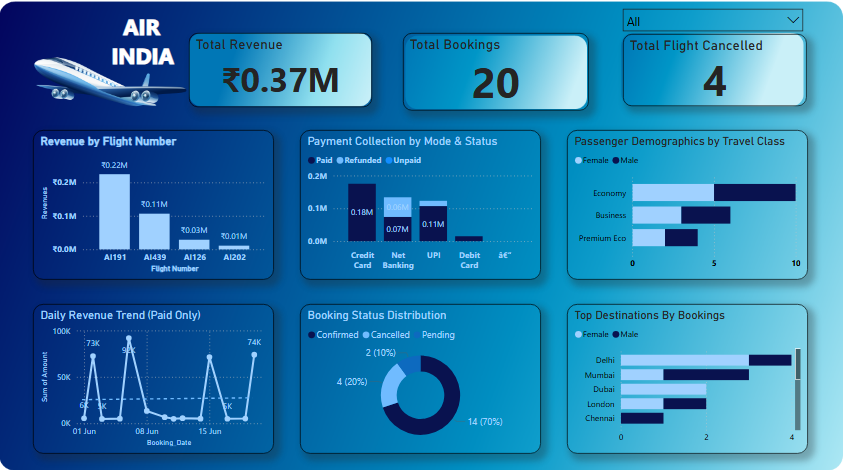 AIR
INDIA
All
Total Revenue
₹0.37M
Total Bookings
20
Total Flight Cancelled
4
Revenue by Flight Number
Revenues
₹0.2M
₹0.1M
₹0.0M
₹0.22M
₹0.11M
₹0.03M
₹0.01M
AI191 AI439 AI126 AI202
Flight Number
Payment Collection by Mode & Status
Paid Refunded Unpaid
0.2M
0.1M
0.0M
0.18M
0.07M
0.11M
Credit Card
Net Banking
UPI
Debit Card
â€”
Passenger Demographics by Travel Class
Female Male
Economy
Business
Premium Eco
0 5 10
Daily Revenue Trend (Paid Only)
Sum of Amount
100K
50K
0K
73K
74K
5K
01 Jun 08 Jun 15 Jun
Booking_Date
Booking Status Distribution
Confirmed Cancelled Pending
2 (10%)
4 (20%)
14 (70%)
Top Destinations By Bookings
Female Male
Delhi
Mumbai
Dubai
London
Chennai
0 2 4